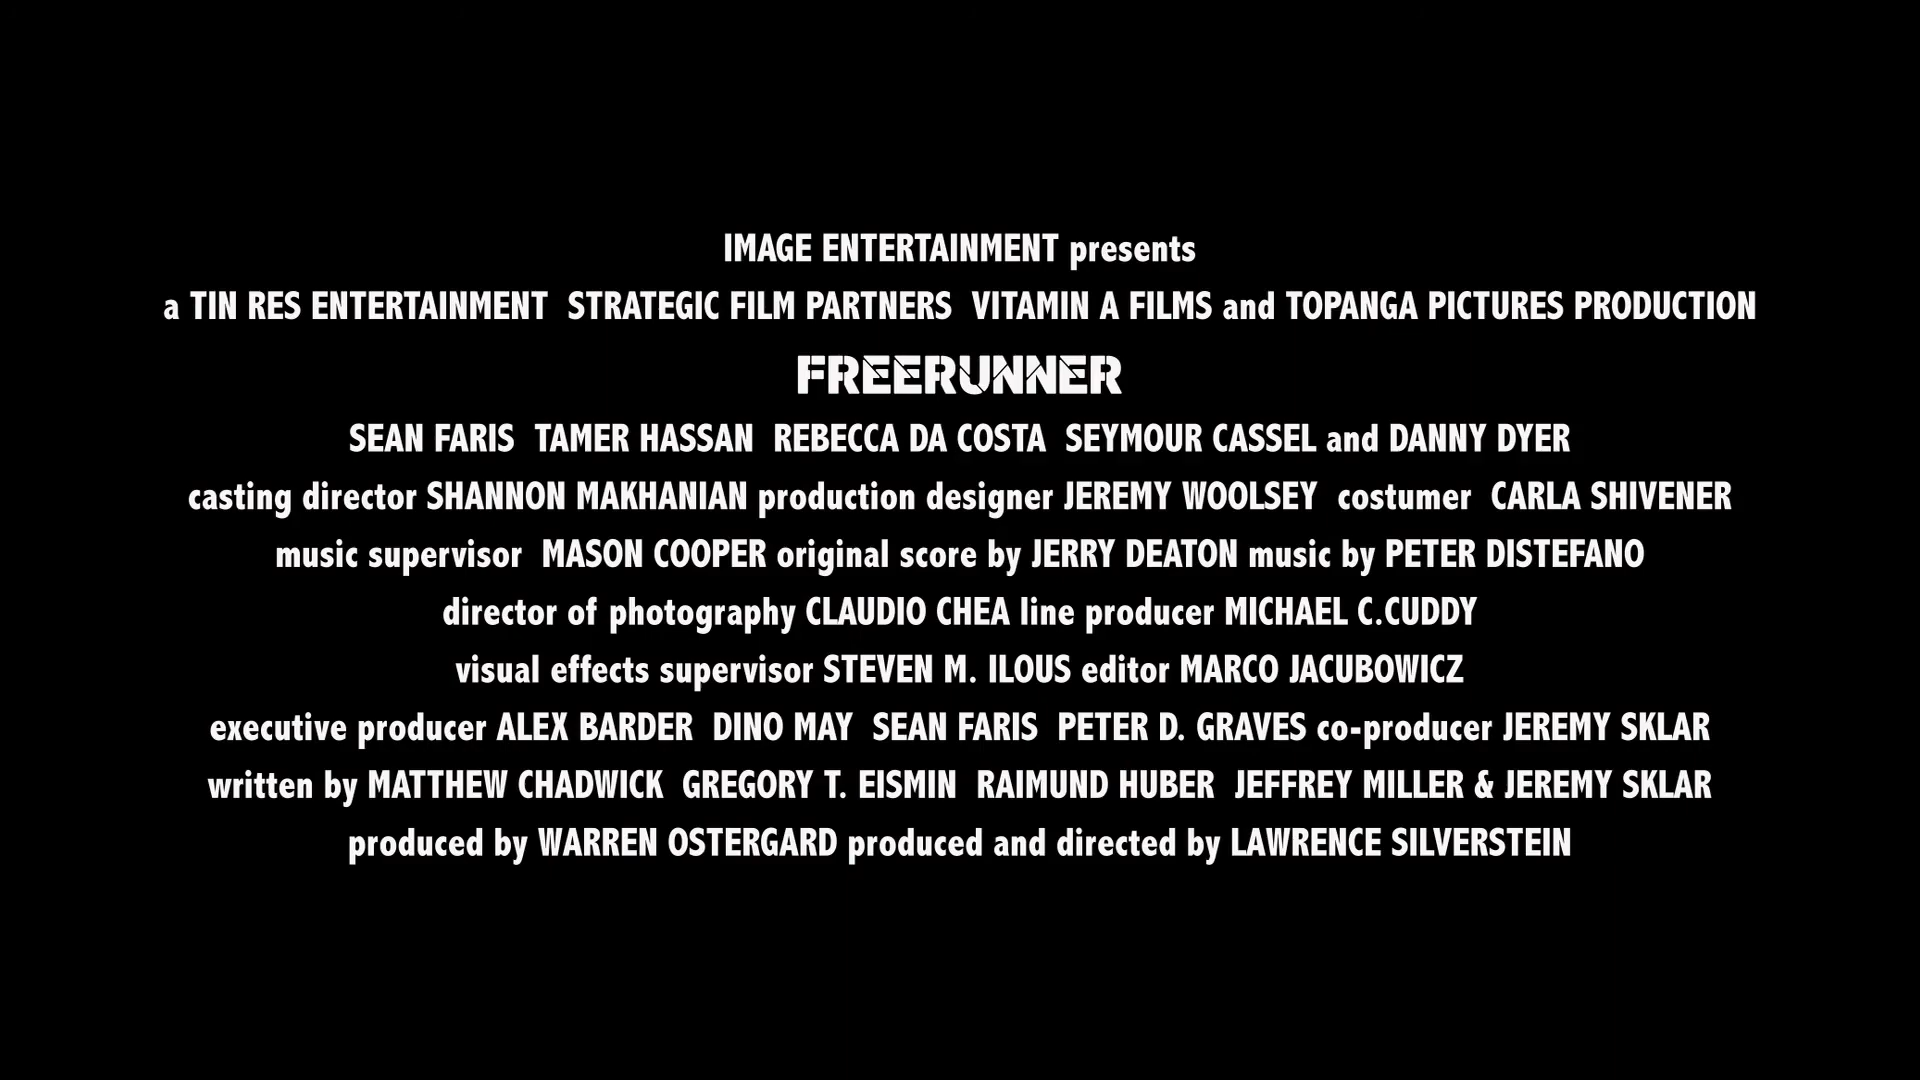 IMAGE ENTERTAINMENT presents
a TIN RES ENTERTAINMENT STRATEGIC FILM PARTNERS VITAMIN A FILMS and TOPANGA PICTURES PRODUCTION
FREERUNNER
SEAN FARIS TAMER HASSAN REBECCA DA COSTA SEYMOUR CASSEL and DANNY DYER
casting director SHANNON MAKHANIAN production designer JEREMY WOOLSEY costumer CARLA SHIVENER
music supervisor MASON COOPER original score by JERRY DEATON music by PETER DISTEFANO
director of photography CLAUDIO CHEA line producer MICHAEL C.CUDDY
visual effects supervisor STEVEN M. ILOUS editor MARCO JACUBOWICZ
executive producer ALEX BARDER DINO MAY SEAN FARIS PETER D. GRAVES co-producer JEREMY SKLAR
written by MATTHEW CHADWICK GREGORY T. EISMIN RAIMUND HUBER JEFFREY MILLER & JEREMY SKLAR
produced by WARREN OSTERGARD produced and directed by LAWRENCE SILVERSTEIN